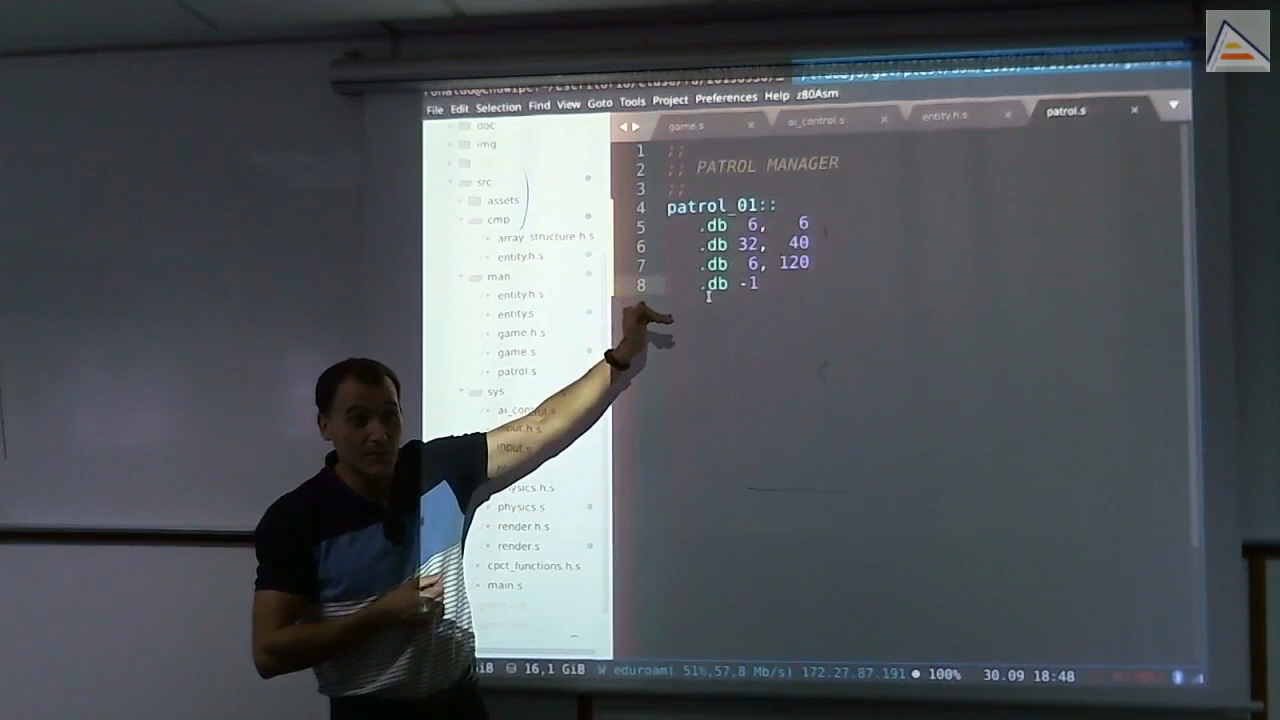 File Edit Selection Find View Goto Tools Project Preferences Help z80Asm
game.s ai_control.s entity.h.s patrol.s
doc
img
src
assets
cmp
array_structure.h.s
entity.h.s
man
entity.h.s
entity.s
game.h.s
game.s
patrol.s
sys
physics.s
render.h.s
render.s
cpct_functions.h.s
main.s
1 ;;
2 ;; PATROL MANAGER
3 ;;
4 patrol_01::
5 .db 6, 6
6 .db 32, 40
7 .db 6, 120
8 .db -1
16,1 GiB W eduroam( 51%,57,8 Mb/s) 172.27.87.191 100% 30.09 18:48